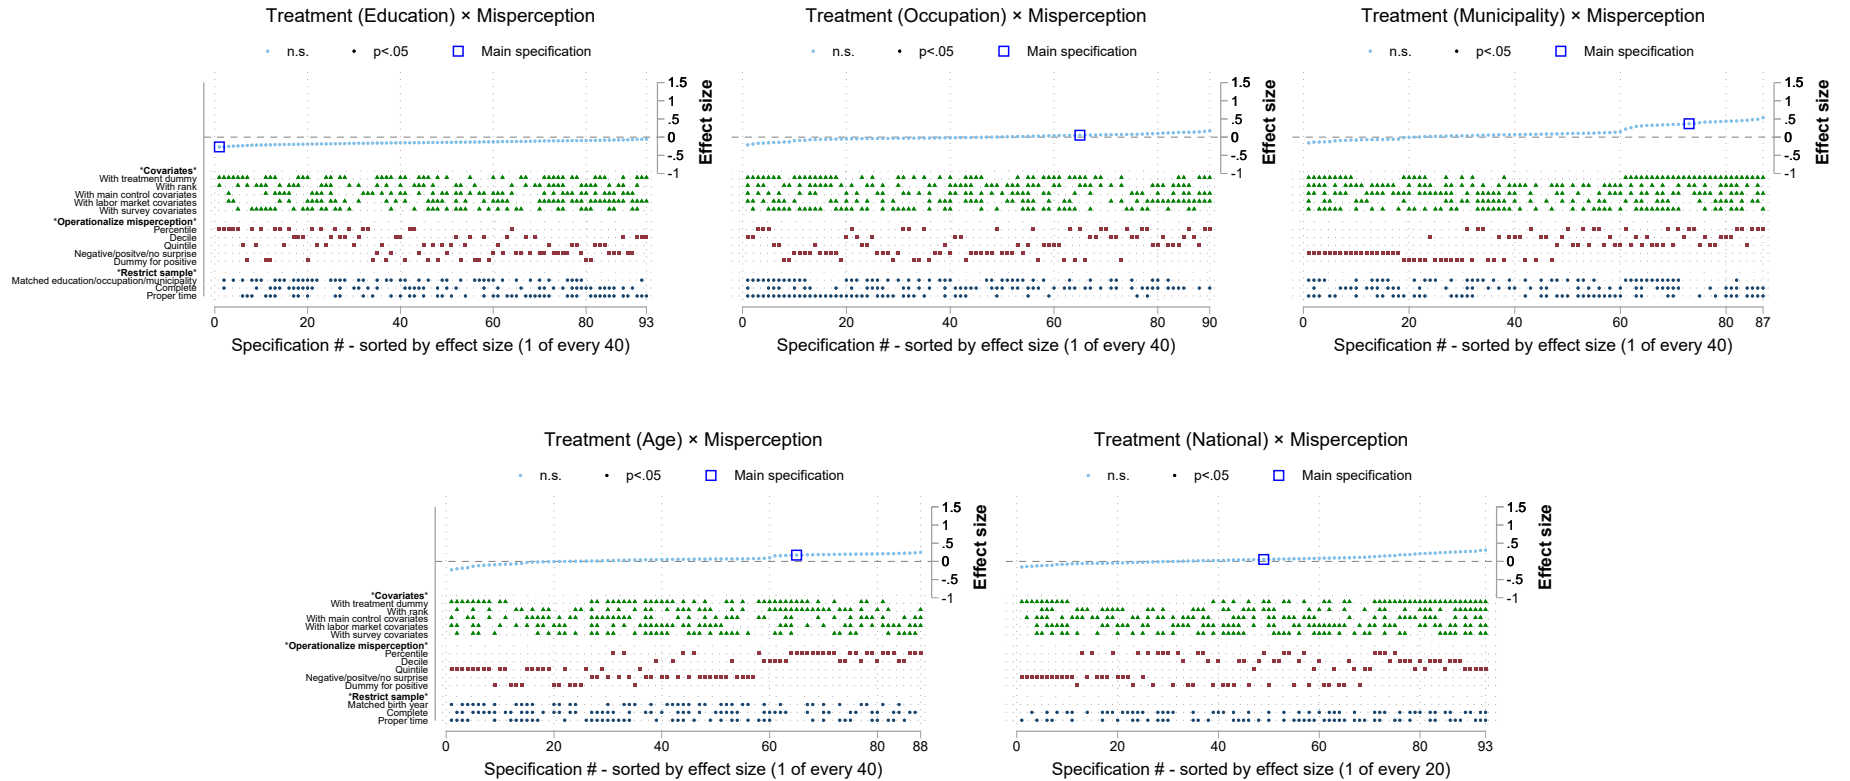 Treatment (Education) × Misperception
n.s. p<.05 Main specification
1.5
1
.5
0
-.5
-1
Effect size
*Covariates*
With treatment dummy
With rank
With main control covariates
With labor market covariates
With survey covariates
*Operationalize misperception*
Percentile
Decile
Quintile
Negative/positve/no surprise
Dummy for positive
*Restrict sample*
Matched education/occupation/municipality
Complete
Proper time
0 20 40 60 80 93
Specification # - sorted by effect size (1 of every 40)
Treatment (Occupation) × Misperception
n.s. p<.05 Main specification
1.5
1
.5
0
-.5
-1
Effect size
0 20 40 60 80 90
Specification # - sorted by effect size (1 of every 40)
Treatment (Municipality) × Misperception
n.s. p<.05 Main specification
1.5
1
.5
0
-.5
-1
Effect size
0 20 40 60 80 87
Specification # - sorted by effect size (1 of every 40)
Treatment (Age) × Misperception
n.s. p<.05 Main specification
1.5
1
.5
0
-.5
-1
Effect size
*Covariates*
With treatment dummy
With rank
With main control covariates
With labor market covariates
With survey covariates
*Operationalize misperception*
Percentile
Decile
Quintile
Negative/positve/no surprise
Dummy for positive
*Restrict sample*
Matched birth year
Complete
Proper time
0 20 40 60 80 88
Specification # - sorted by effect size (1 of every 40)
Treatment (National) × Misperception
n.s. p<.05 Main specification
1.5
1
.5
0
-.5
-1
Effect size
0 20 40 60 80 93
Specification # - sorted by effect size (1 of every 20)